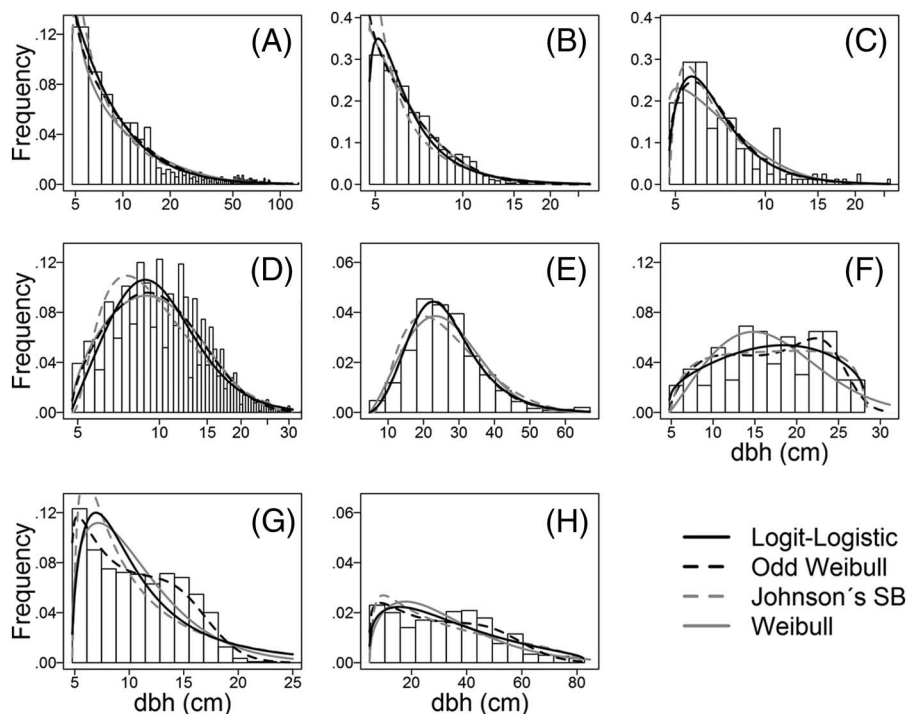 (A)
Frequency
.12
.08
.04
.00
5 10 20 50 100
(B)
0.4
0.3
0.2
0.1
0.0
5 10 15 20
(C)
0.4
0.3
0.2
0.1
0.0
5 10 15 20
(D)
Frequency
.12
.08
.04
.00
5 10 15 20 30
(E)
.06
.04
.02
.00
10 20 30 40 50 60
(F)
.12
.08
.04
.00
5 10 15 20 25 30
dbh (cm)
(G)
Frequency
.12
.08
.04
.00
5 10 15 20 25
dbh (cm)
(H)
.06
.04
.02
.00
20 40 60 80
dbh (cm)
Logit-Logistic
Odd Weibull
Johnson´s SB
Weibull